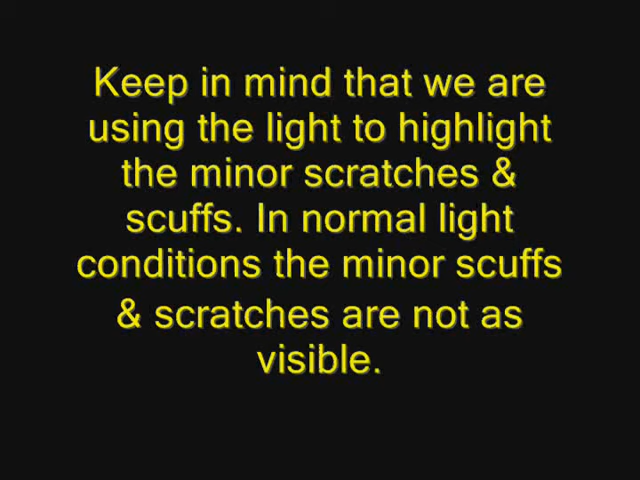 Keep in mind that we are
using the light to highlight
the minor scratches &
scuffs. In normal light
conditions the minor scuffs
& scratches are not as
visible.